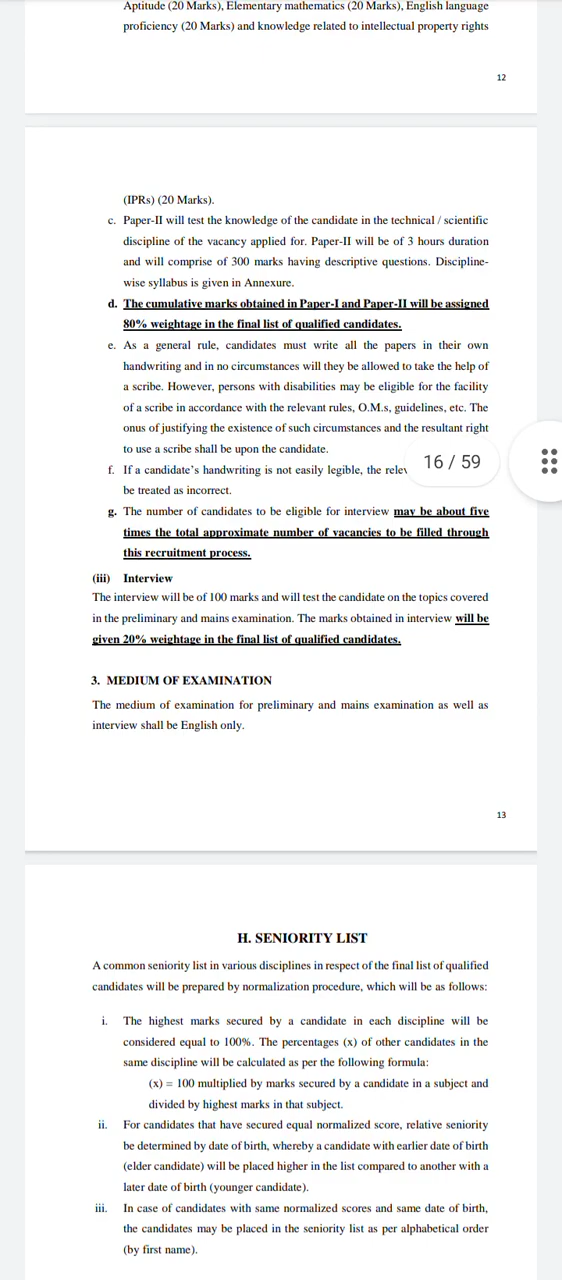 Aptitude (20 Marks), Elementary mathematics (20 Marks), English language
proficiency (20 Marks) and knowledge related to intellectual property rights
12
(IPRs) (20 Marks).
c. Paper-II will test the knowledge of the candidate in the technical / scientific
discipline of the vacancy applied for. Paper-II will be of 3 hours duration
and will comprise of 300 marks having descriptive questions. Discipline-
wise syllabus is given in Annexure.
d. The cumulative marks obtained in Paper-I and Paper-II will be assigned
80% weightage in the final list of qualified candidates.
e. As a general rule, candidates must write all the papers in their own
handwriting and in no circumstances will they be allowed to take the help of
a scribe. However, persons with disabilities may be eligible for the facility
of a scribe in accordance with the relevant rules, O.M.s, guidelines, etc. The
onus of justifying the existence of such circumstances and the resultant right
to use a scribe shall be upon the candidate.
16 / 59
f. If a candidate's handwriting is not easily legible, the
be treated as incorrect.
g. The number of candidates to be eligible for interview may be about five
times the total approximate number of vacancies to be filled through
this recruitment process.
(iii) Interview
The interview will be of 100 marks and will test the candidate on the topics covered
in the preliminary and mains examination. The marks obtained in interview will be
given 20% weightage in the final list of qualified candidates.
3. MEDIUM OF EXAMINATION
The medium of examination for preliminary and mains examination as well as
interview shall be English only.
13
H. SENIORITY LIST
A common seniority list in various disciplines in respect of the final list of qualified
candidates will be prepared by normalization procedure, which will be as follows:
i. The highest marks secured by a candidate in each discipline will be
considered equal to 100%. The percentages (x) of other candidates in the
same discipline will be calculated as per the following formula:
(x) = 100 multiplied by marks secured by a candidate in a subject and
divided by highest marks in that subject.
ii. For candidates that have secured equal normalized score, relative seniority
be determined by date of birth, whereby a candidate with earlier date of birth
(elder candidate) will be placed higher in the list compared to another with a
later date of birth (younger candidate).
iii. In case of candidates with same normalized scores and same date of birth,
the candidates may be placed in the seniority list as per alphabetical order
(by first name).